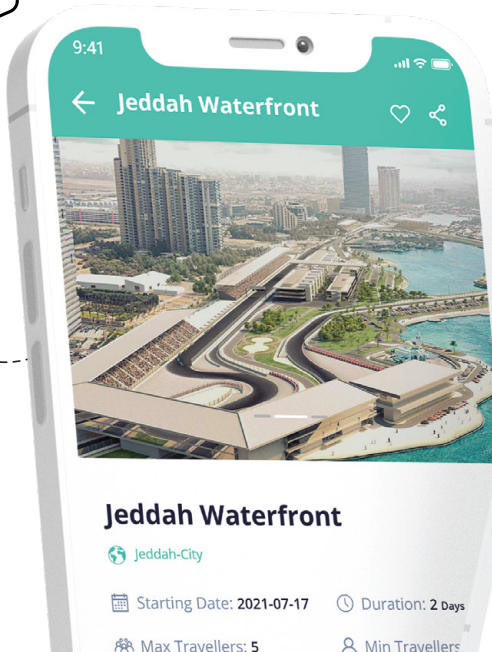 9:41
Jeddah Waterfront
Jeddah Waterfront
Jeddah-City
Starting Date: 2021-07-17 Duration: 2 Days
Max Travellers: 5 Min Travellers